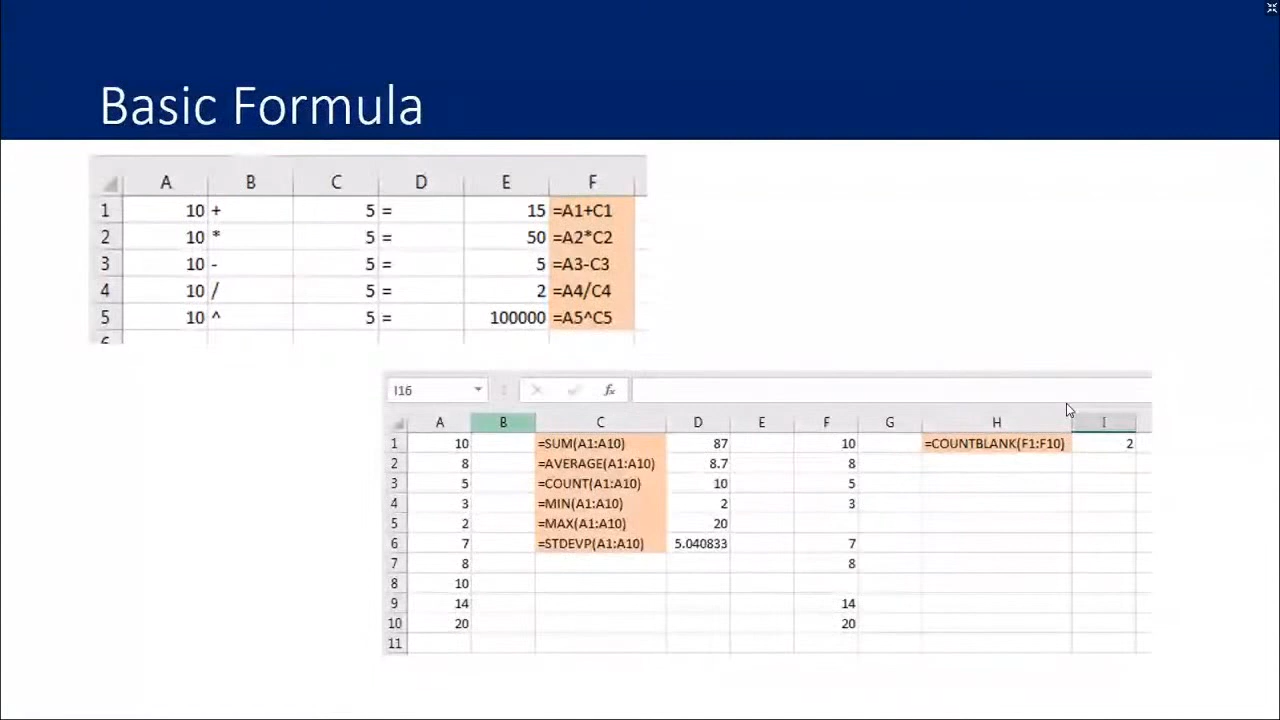 Basic Formula
A B C D E F
1 10 + 5 = 15 =A1+C1
2 10 * 5 = 50 =A2*C2
3 10 - 5 = 5 =A3-C3
4 10 / 5 = 2 =A4/C4
5 10 ^ 5 = 100000 =A5^C5
6
I16 fx
A B C D E F G H I
1 10 =SUM(A1:A10) 87 10 =COUNTBLANK(F1:F10) 2
2 8 =AVERAGE(A1:A10) 8.7 8
3 5 =COUNT(A1:A10) 10 5
4 3 =MIN(A1:A10) 2 3
5 2 =MAX(A1:A10) 20
6 7 =STDEVP(A1:A10) 5.040833 7
7 8 8
8 10
9 14 14
10 20 20
11